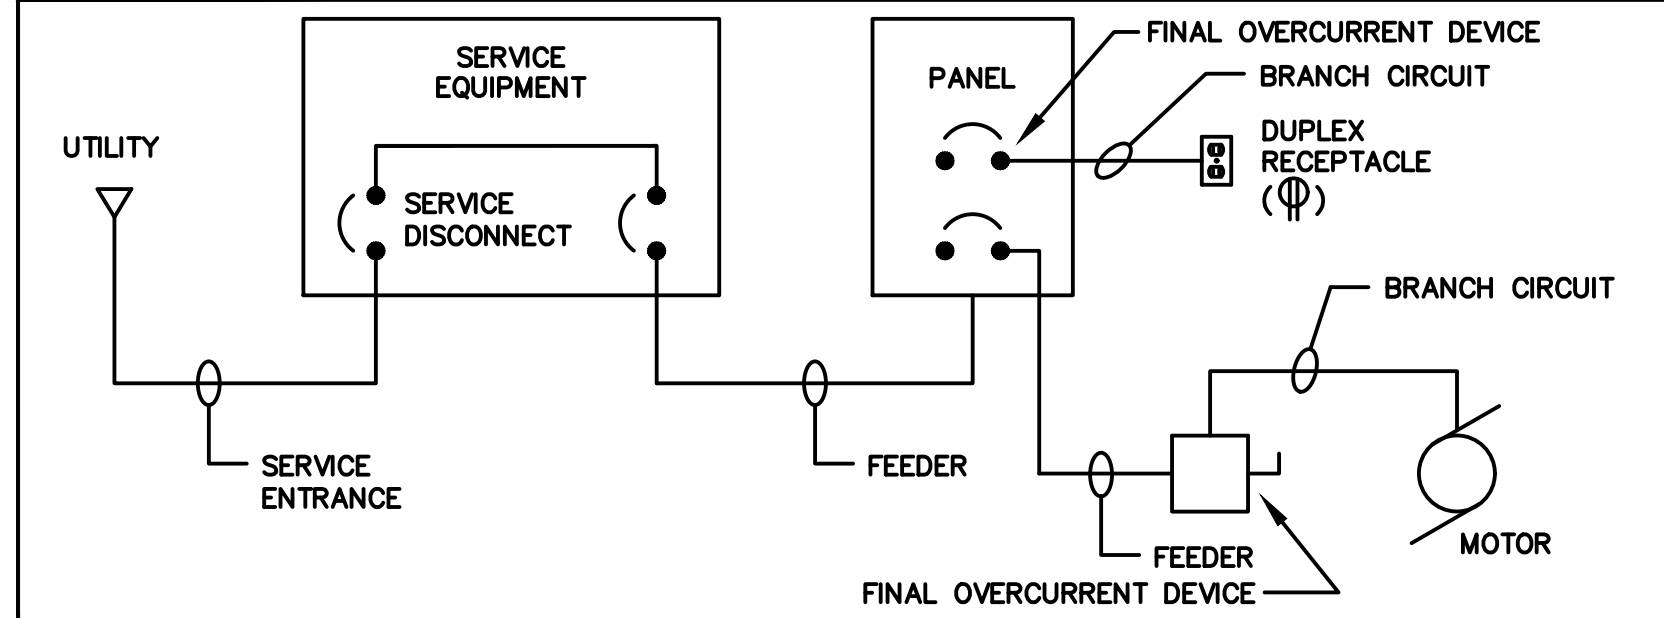 UTILITY
SERVICE
EQUIPMENT
SERVICE
DISCONNECT
SERVICE
ENTRANCE
FEEDER
PANEL
FINAL OVERCURRENT DEVICE
BRANCH CIRCUIT
DUPLEX
RECEPTACLE
BRANCH CIRCUIT
MOTOR
FEEDER
FINAL OVERCURRENT DEVICE